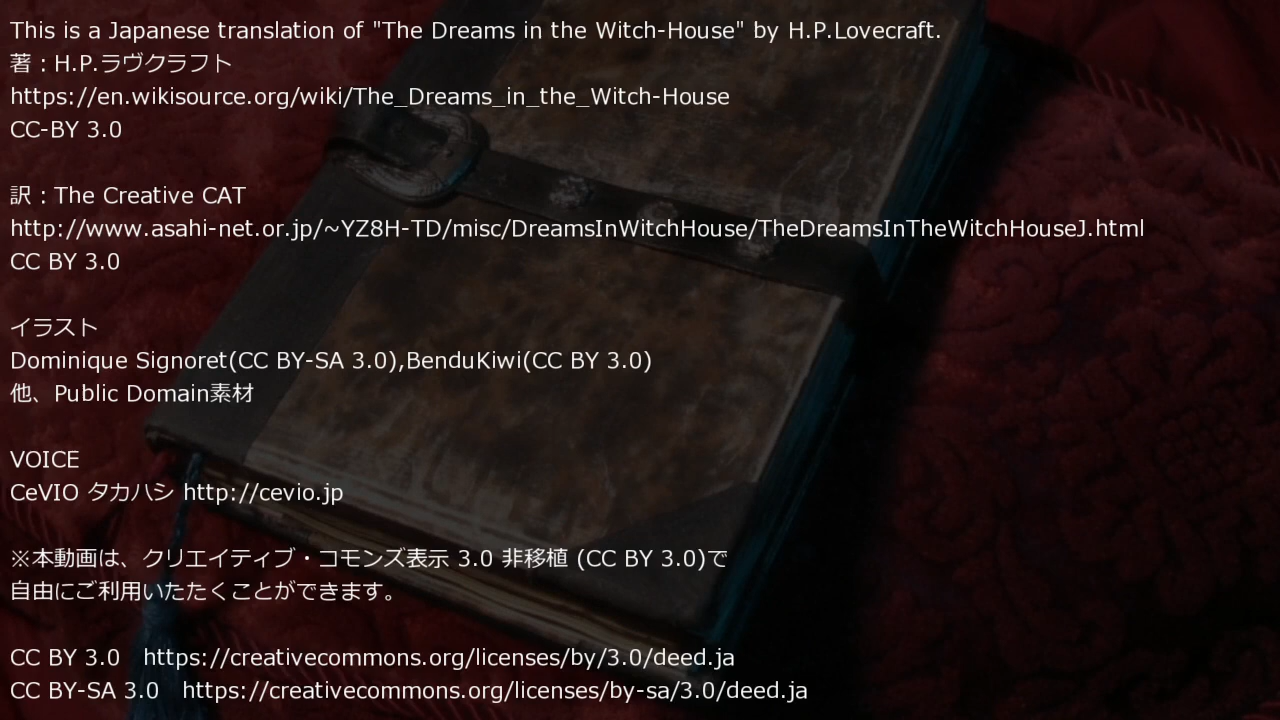 This is a Japanese translation of "The Dreams in the Witch-House" by H.P.Lovecraft.
著：H.P.ラヴクラフト
https://en.wikisource.org/wiki/The_Dreams_in_the_Witch-House
CC-BY 3.0
訳：The Creative CAT
http://www.asahi-net.or.jp/~YZ8H-TD/misc/DreamsInWitchHouse/TheDreamsInTheWitchHouseJ.html
CC BY 3.0
イラスト
Dominique Signoret(CC BY-SA 3.0),BenduKiwi(CC BY 3.0)
他、Public Domain素材
VOICE
CeVIO タカハシ http://cevio.jp
※本動画は、クリエイティブ・コモンズ表示 3.0 非移植 (CC BY 3.0)で
自由にご利用いたたくことができます。
CC BY 3.0　https://creativecommons.org/licenses/by/3.0/deed.ja
CC BY-SA 3.0　https://creativecommons.org/licenses/by-sa/3.0/deed.ja